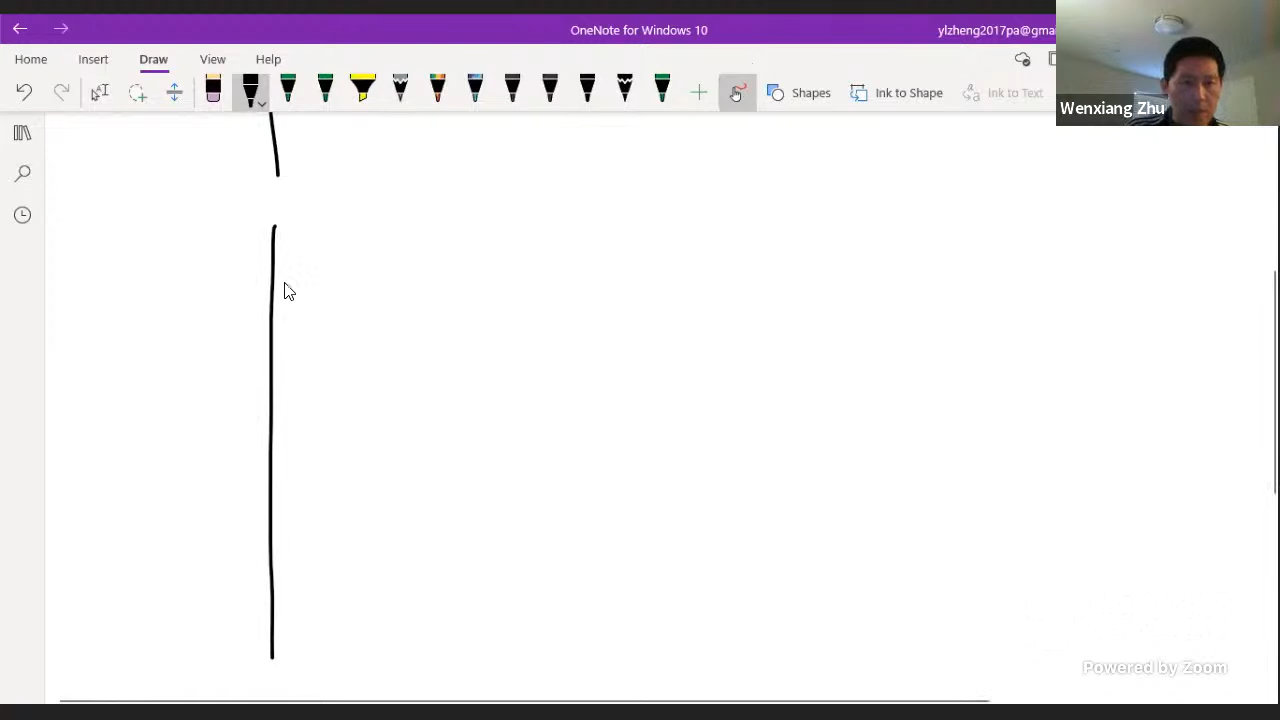 OneNote for Windows 10
ylzheng2017pa@gma
Home Insert Draw View Help
Shapes Ink to Shape Ink to Text
Wenxiang Zhu
Powered by Zoom